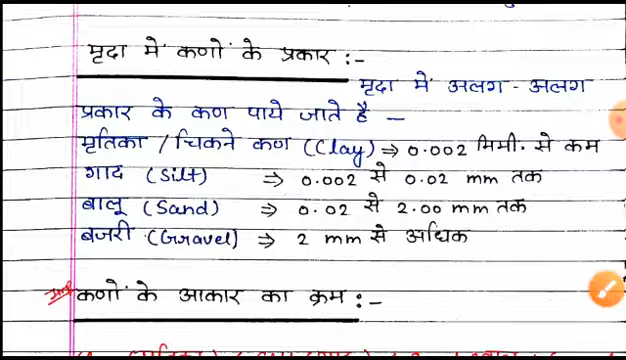 मृदा में कणों के प्रकार :-
मृदा में अलग - अलग
प्रकार के कण पाये जाते है -
मृतिका / चिकने कण (Clay) ⇒ 0.002 मिमी. से कम
गाद (Silt) ⇒ 0.002 से 0.02 mm तक
बालू (Sand) ⇒ 0.02 से 2.00 mm तक
बजरी (Gravel) ⇒ 2 mm से अधिक
Imp कणों के आकार का क्रम :-